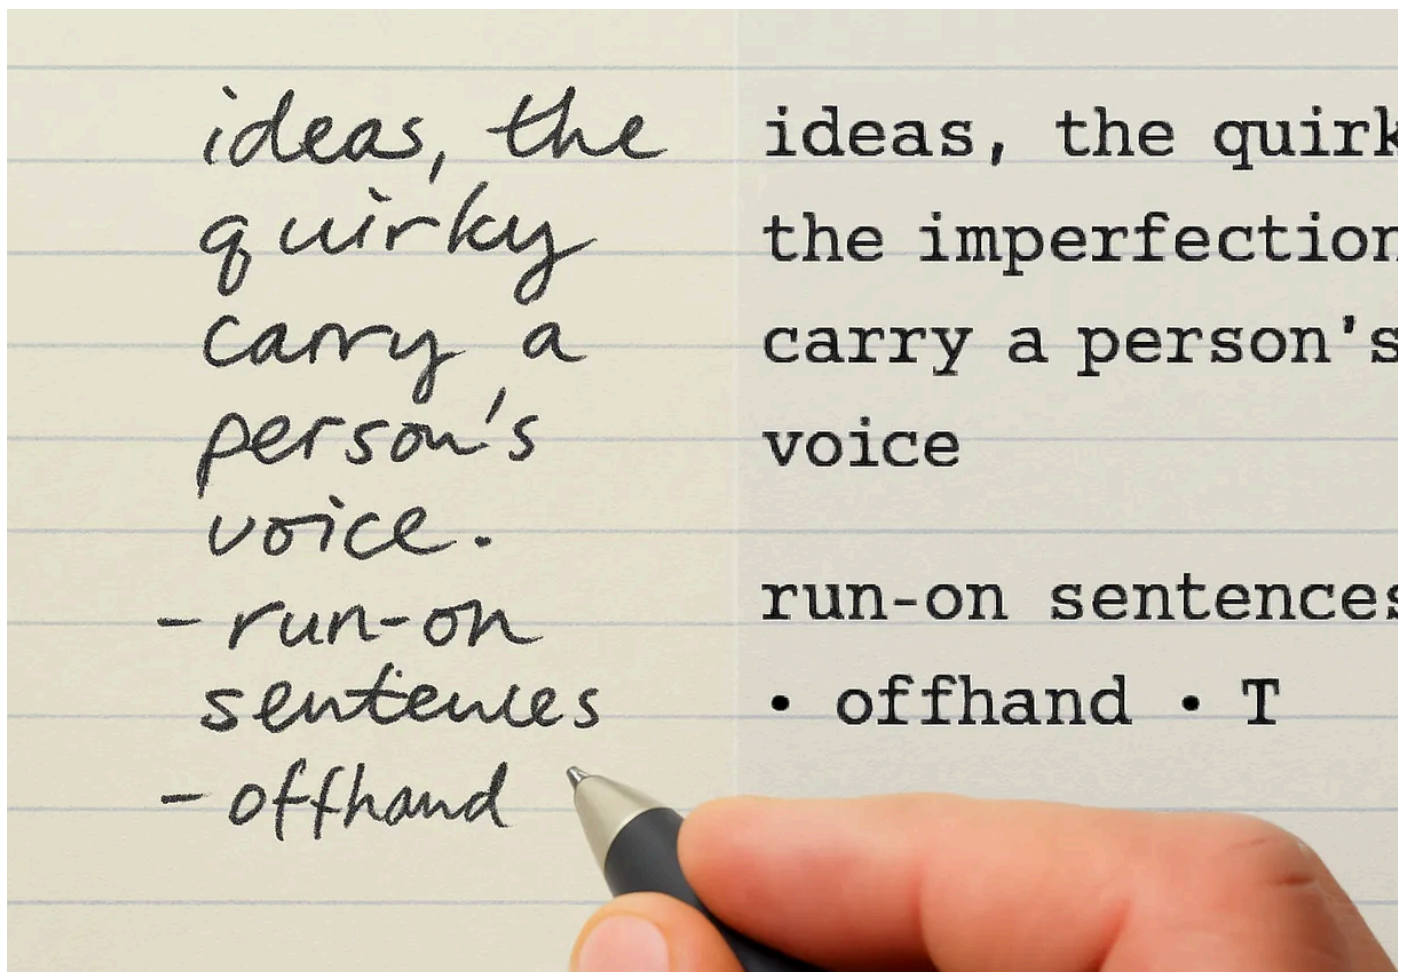 ideas, the
quirky
carry a
person's
voice.
- run-on
sentences
- offhand
ideas, the quirk
the imperfection
carry a person's
voice
run-on sentences
• offhand • T